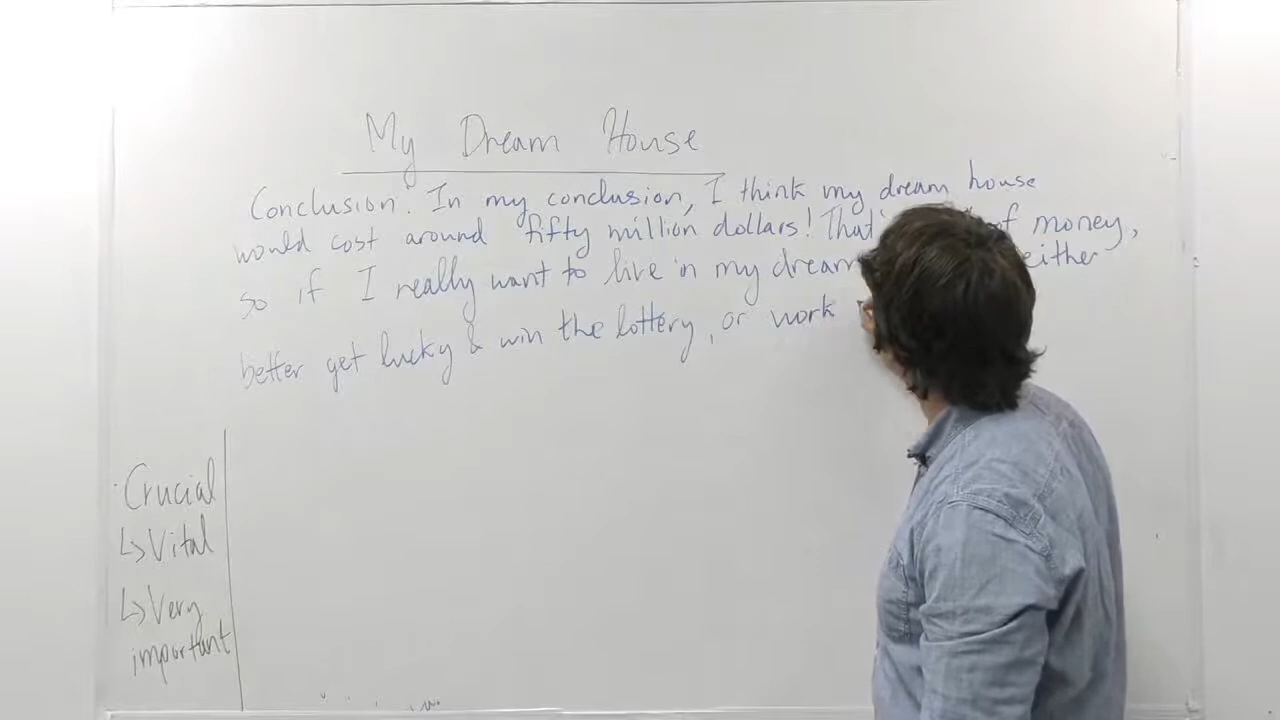 My Dream House
Conclusion: In my conclusion, I think my dream house
would cost around fifty million dollars! That's of money,
so if I really want to live in my dream either
better get lucky & win the lottery, or work
Crucial
↳ Vital
↳ Very
important